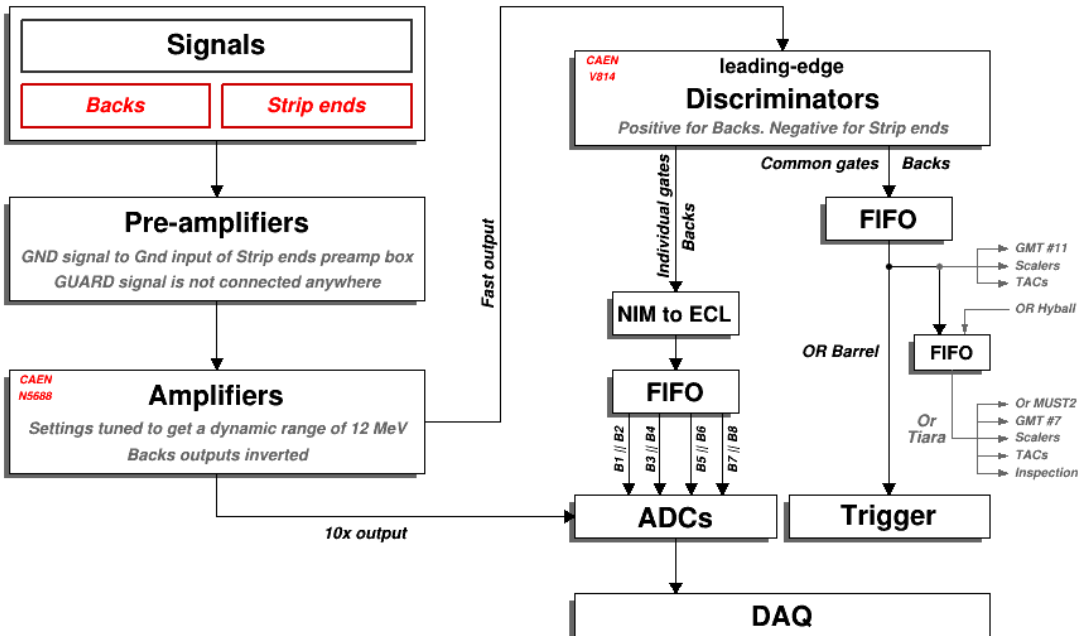 Signals
Backs
Strip ends
Pre-amplifiers
GND signal to Gnd input of Strip ends preamp box
GUARD signal is not connected anywhere
CAEN
N5688
Amplifiers
Settings tuned to get a dynamic range of 12 MeV
Backs outputs inverted
Fast output
10x output
CAEN
V814
leading-edge
Discriminators
Positive for Backs. Negative for Strip ends
Individual gates
Backs
Common gates
Backs
NIM to ECL
FIFO
B1 // B2
B3 // B4
B5 // B6
B7 // B8
ADCs
FIFO
GMT #11
Scalers
TACs
OR Hyball
FIFO
OR Barrel
Or
Tiara
Or MUST2
GMT #7
Scalers
TACs
Inspection
Trigger
DAQ